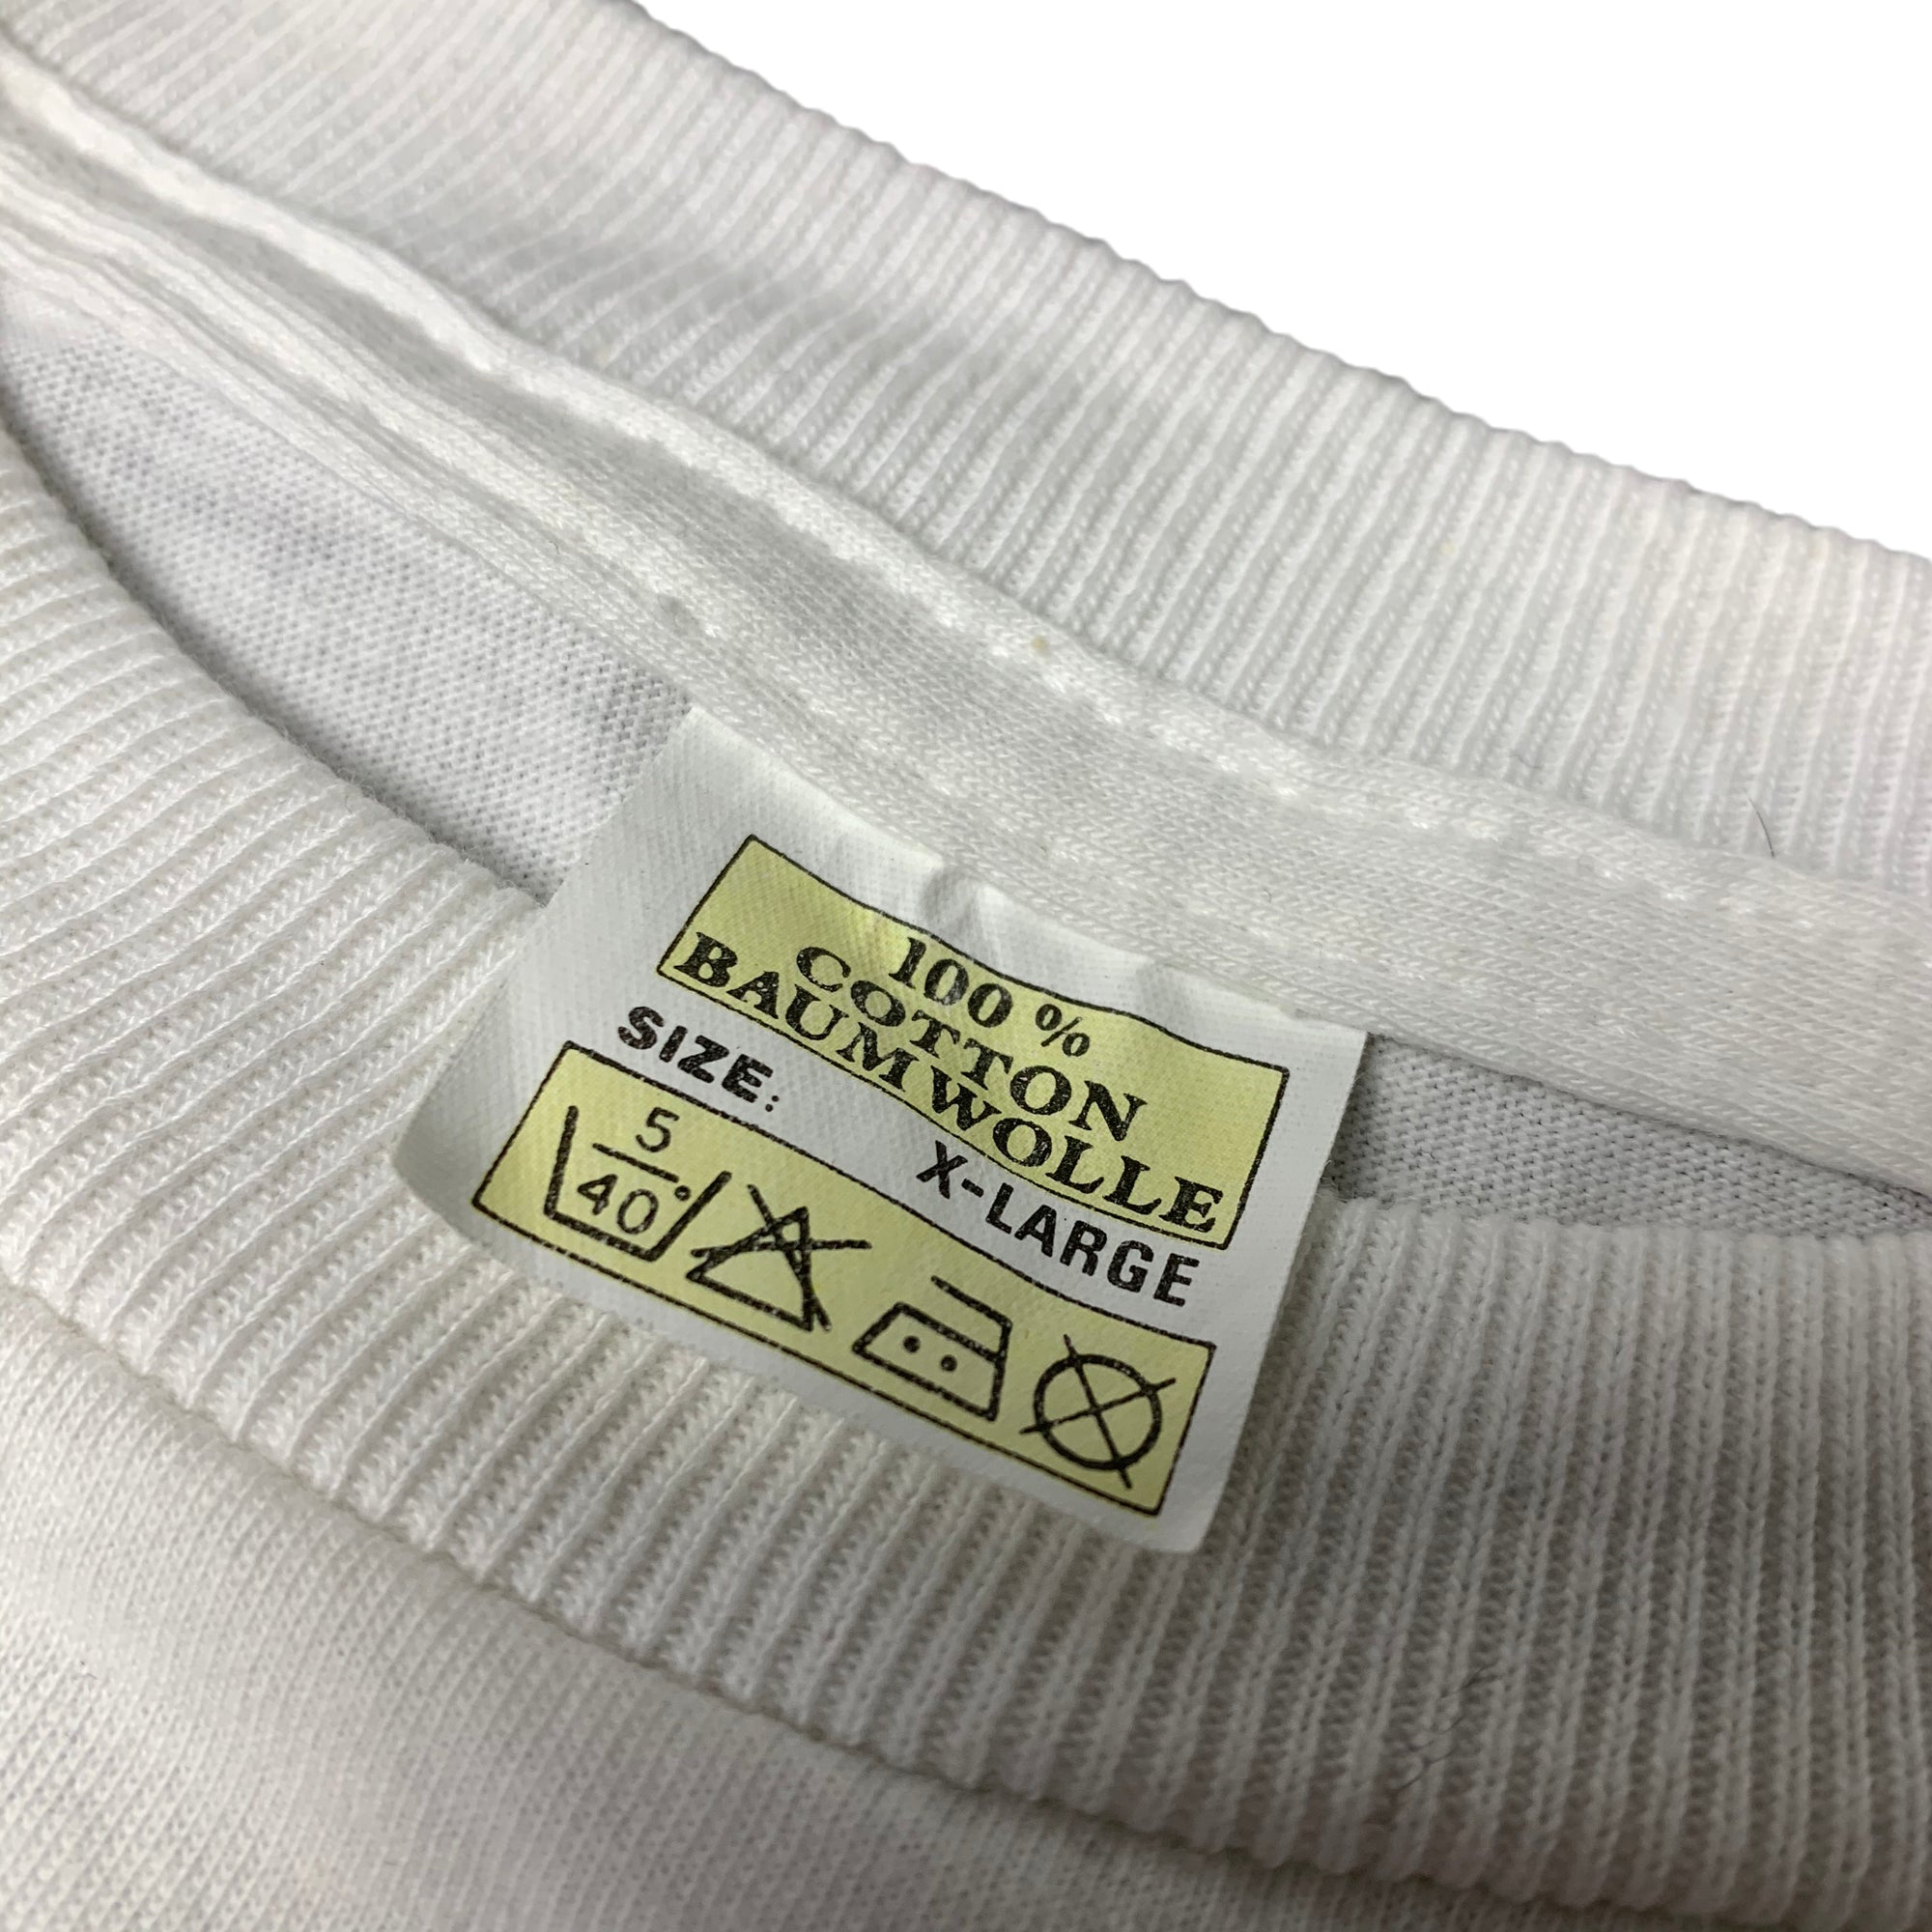 100 %
COTTON
BAUMWOLLE
SIZE: X-LARGE
5
40°